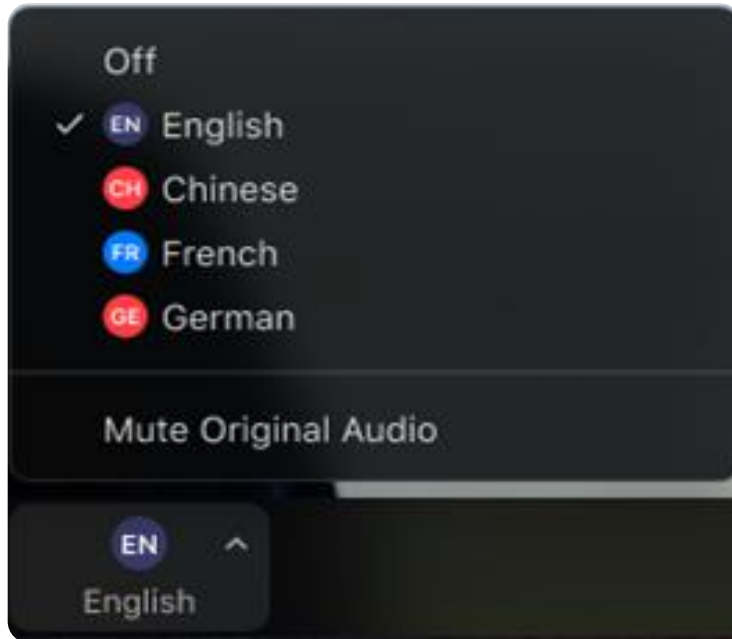 Off
EN English
CH Chinese
FR French
GE German
Mute Original Audio
EN
English